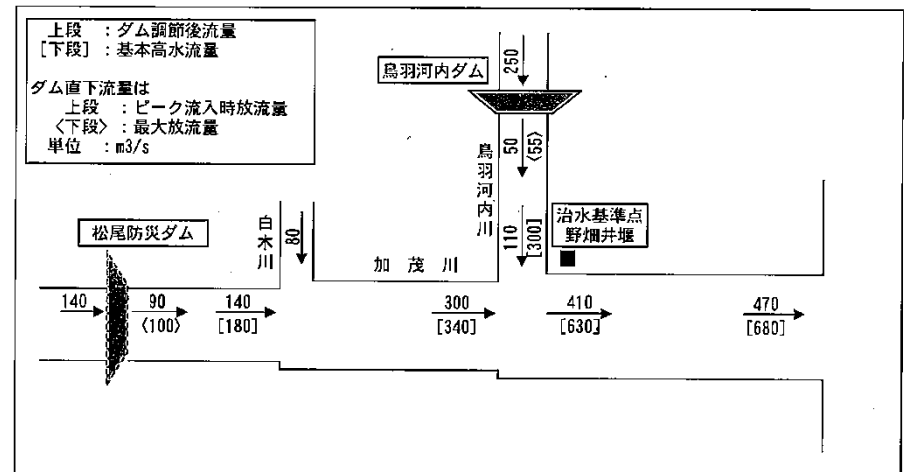 上段 : ダム調節後流量
[下段] : 基本高水流量
ダム直下流量は
上段 : ピーク流入時放流量
〈下段〉 : 最大放流量
単位 : m3/s
鳥羽河内ダム
250
50
〈55〉
鳥羽河内川
110
[300]
治水基準点
野畑井堰
松尾防災ダム
白木川
80
加茂川
140
90
〈100〉
140
[180]
300
[340]
410
[630]
470
[680]